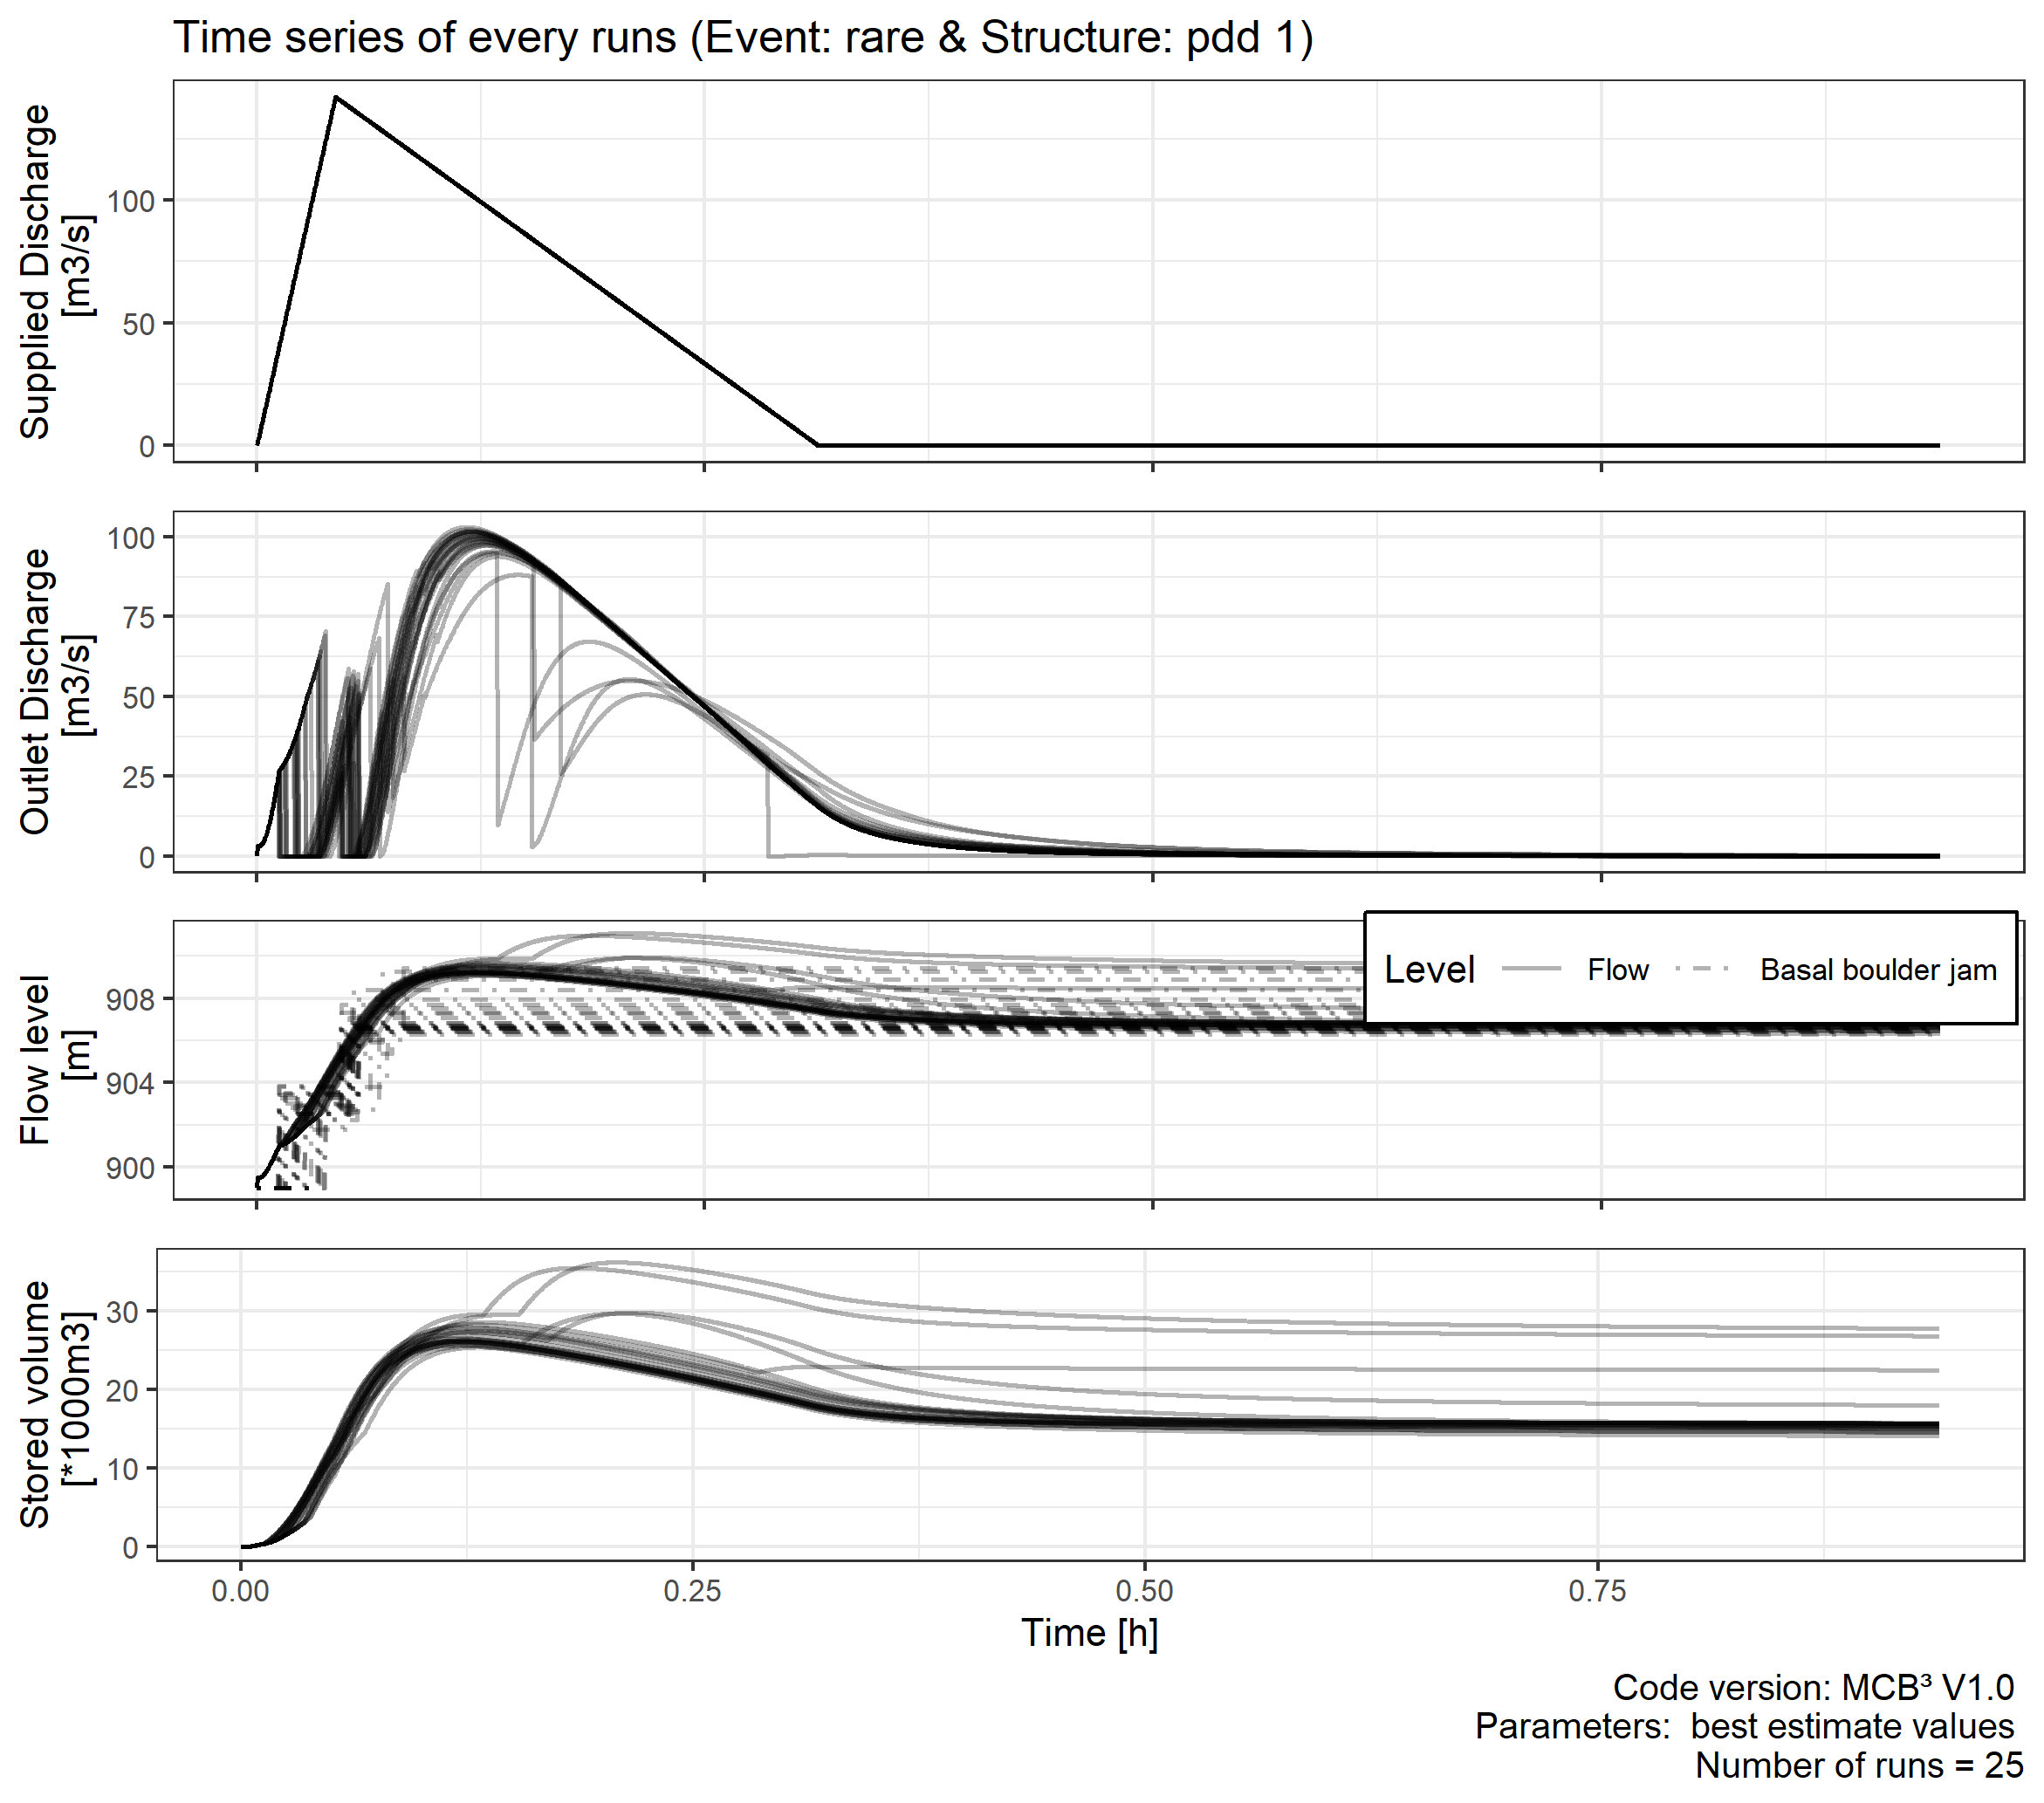 Time series of every runs (Event: rare & Structure: pdd 1)
Supplied Discharge
[m3/s]
100
50
0
Outlet Discharge
[m3/s]
100
75
50
25
0
Flow level
[m]
908
904
900
Level
Flow
Basal boulder jam
Stored volume
[*1000m3]
30
20
10
0
0.00
0.25
0.50
0.75
Time [h]
Code version: MCB³ V1.0
Parameters:  best estimate values
Number of runs = 25